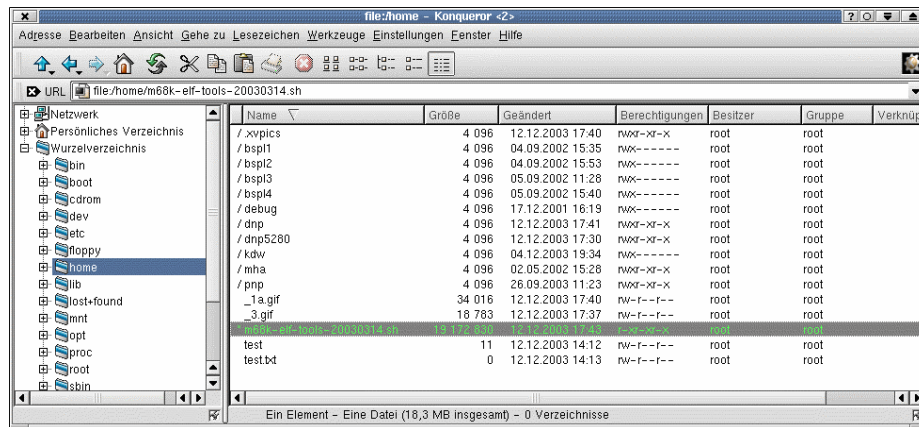 file:/home – Konqueror <2>
Adresse Bearbeiten Ansicht Gehe zu Lesezeichen Werkzeuge Einstellungen Fenster Hilfe
URL file:/home/m68k-elf-tools-20030314.sh
Netzwerk
Persönliches Verzeichnis
Wurzelverzeichnis
bin
boot
cdrom
dev
etc
floppy
home
lib
lost+found
mnt
opt
proc
root
sbin
Name Größe Geändert Berechtigungen Besitzer Gruppe Verknüp
/ .xvpics 4 096 12.12.2003 17:40 rwxr-xr-x root root
/ bspl1 4 096 04.09.2002 15:35 rwx------ root root
/ bspl2 4 096 04.09.2002 15:53 rwx------ root root
/ bspl3 4 096 05.09.2002 11:28 rwx------ root root
/ bspl4 4 096 05.09.2002 15:40 rwx------ root root
/ debug 4 096 17.12.2001 16:19 rwx------ root root
/ dnp 4 096 12.12.2003 17:41 rwxr-xr-x root root
/ dnp5280 4 096 12.12.2003 17:30 rwxr-xr-x root root
/ kdw 4 096 04.12.2003 19:34 rwx------ root root
/ mha 4 096 02.05.2002 15:28 rwxr-xr-x root root
/ pnp 4 096 26.09.2003 11:23 rwxr-xr-x root root
_1a.gif 34 016 12.12.2003 17:40 rw-r--r-- root root
_3.gif 18 783 12.12.2003 17:37 rw-r--r-- root root
* m68k-elf-tools-20030314.sh 19 172 830 12.12.2003 17:43 r-xr-xr-x root root
test 11 12.12.2003 14:12 rw-r--r-- root root
test.txt 0 12.12.2003 14:13 rw-r--r-- root root
Ein Element – Eine Datei (18,3 MB insgesamt) – 0 Verzeichnisse